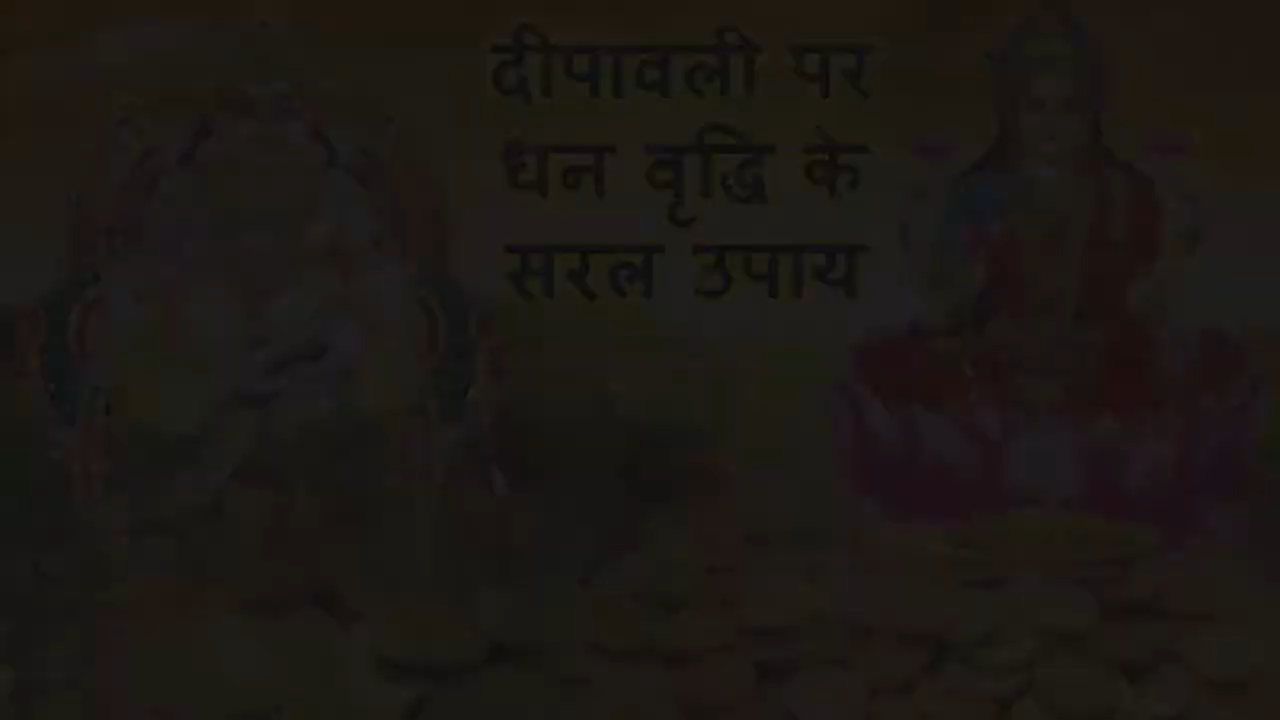 दीपावली पर
धन वृद्धि के
सरल उपाय